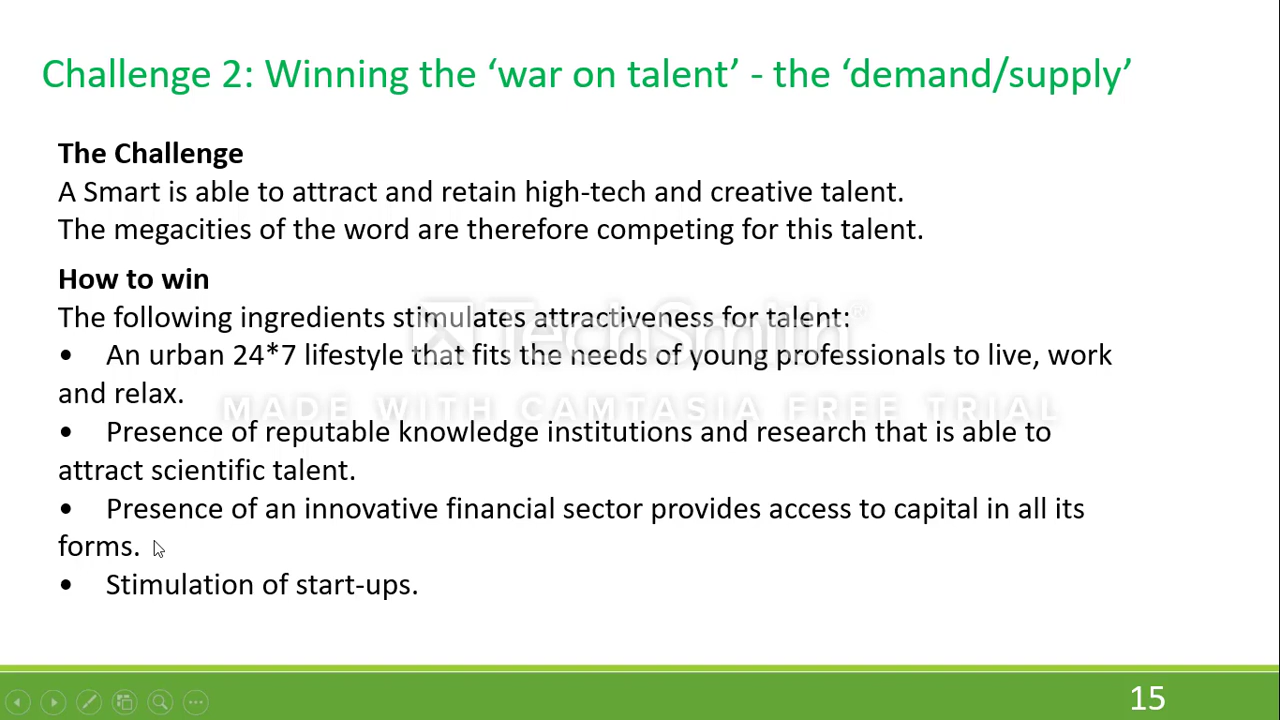 Challenge 2: Winning the ‘war on talent’ - the ‘demand/supply’
The Challenge
A Smart is able to attract and retain high-tech and creative talent.
The megacities of the word are therefore competing for this talent.
How to win
The following ingredients stimulates attractiveness for talent:
• An urban 24*7 lifestyle that fits the needs of young professionals to live, work
and relax.
• Presence of reputable knowledge institutions and research that is able to
attract scientific talent.
• Presence of an innovative financial sector provides access to capital in all its
forms.
• Stimulation of start-ups.
TechSmith®
MADE WITH CAMTASIA FREE TRIAL
15